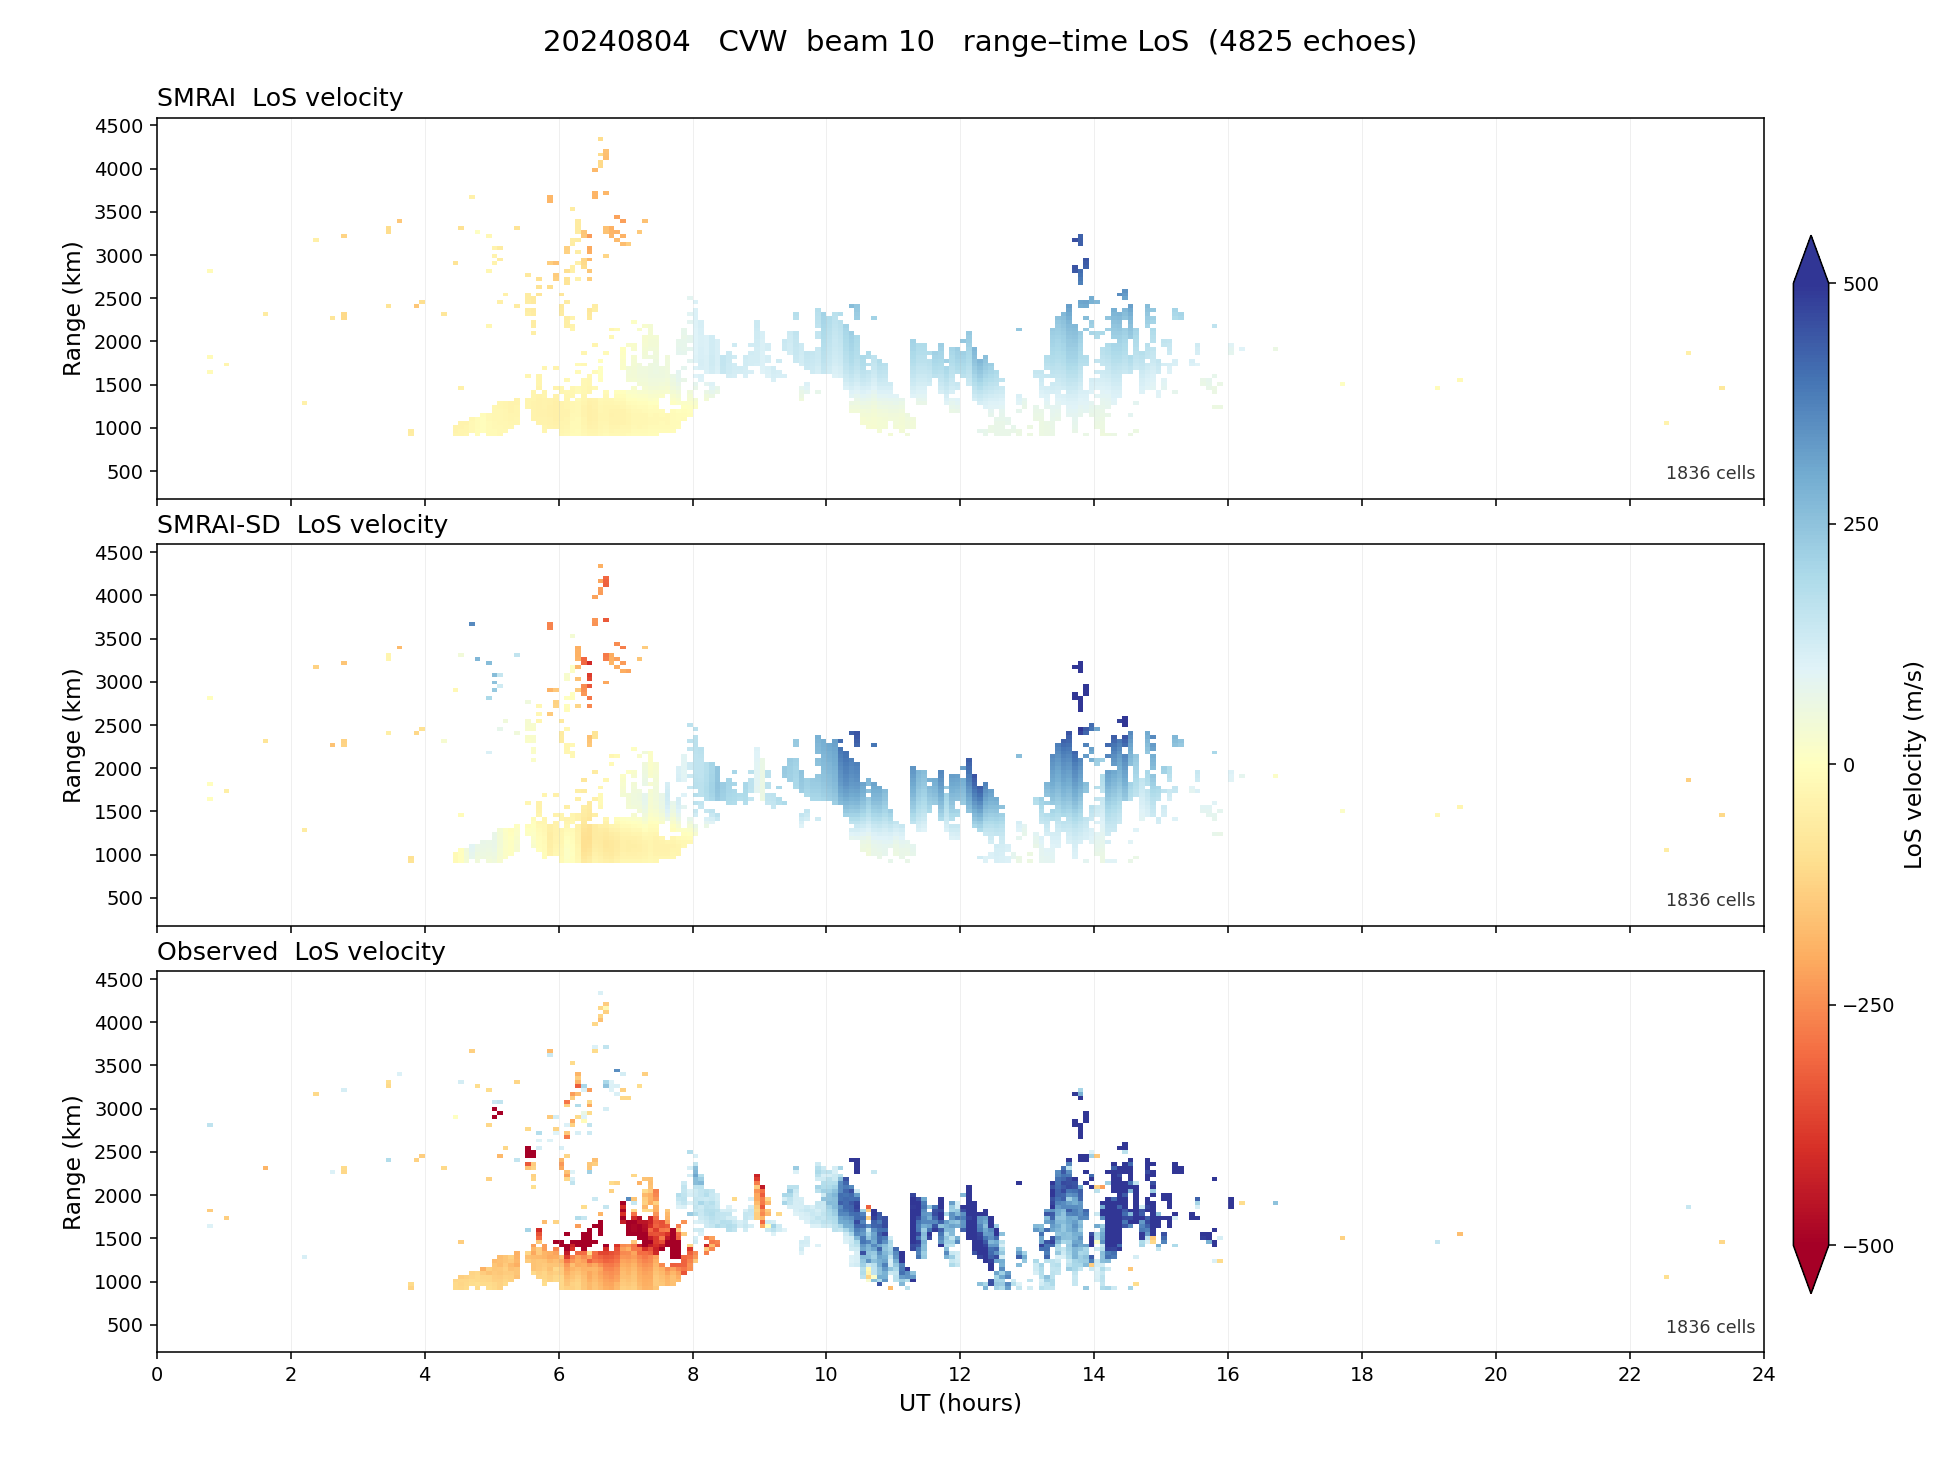 20240804   CVW  beam 10   range–time LoS  (4825 echoes)
SMRAI  LoS velocity
4500
4000
3500
3000
2500
2000
1500
1000
500
Range (km)
1836 cells
SMRAI-SD  LoS velocity
4500
4000
3500
3000
2500
2000
1500
1000
500
Range (km)
1836 cells
Observed  LoS velocity
4500
4000
3500
3000
2500
2000
1500
1000
500
Range (km)
1836 cells
0 2 4 6 8 10 12 14 16 18 20 22 24
UT (hours)
500
250
0
−250
−500
LoS velocity (m/s)